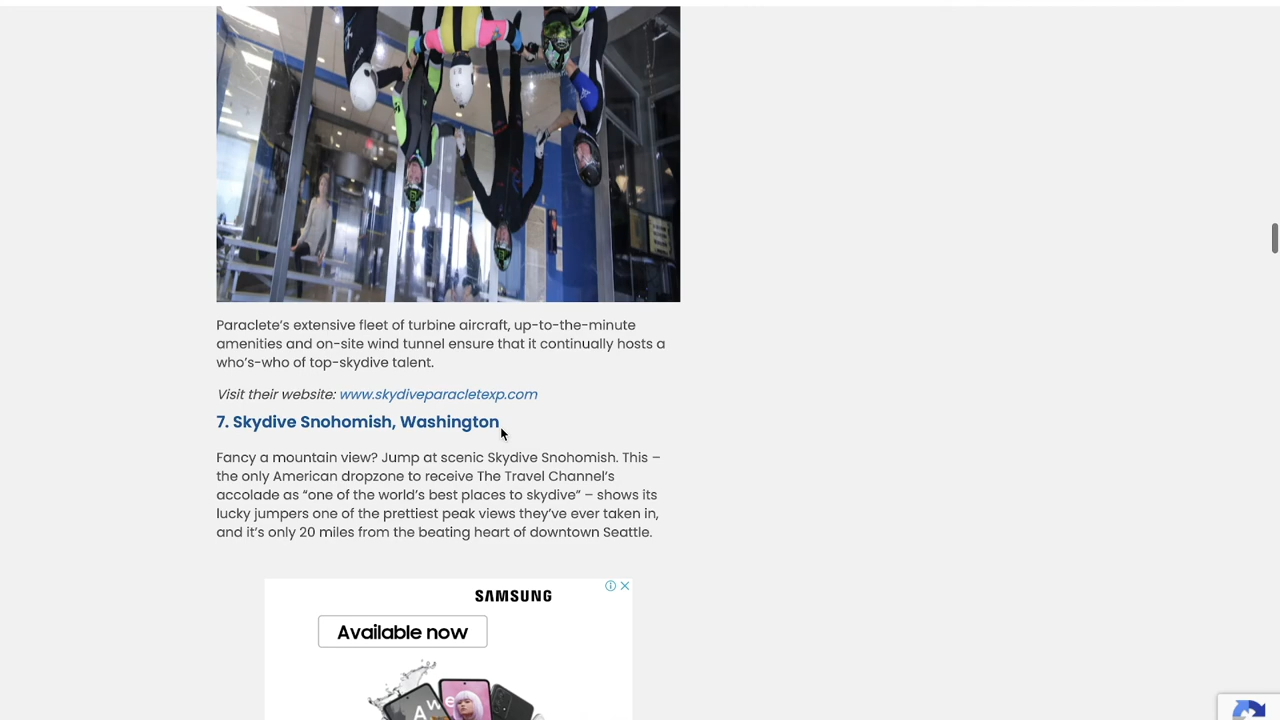 Paraclete’s extensive fleet of turbine aircraft, up-to-the-minute
amenities and on-site wind tunnel ensure that it continually hosts a
who’s-who of top-skydive talent.
Visit their website: www.skydiveparacletexp.com
7. Skydive Snohomish, Washington
Fancy a mountain view? Jump at scenic Skydive Snohomish. This –
the only American dropzone to receive The Travel Channel’s
accolade as “one of the world’s best places to skydive” – shows its
lucky jumpers one of the prettiest peak views they’ve ever taken in,
and it’s only 20 miles from the beating heart of downtown Seattle.
SAMSUNG
Available now